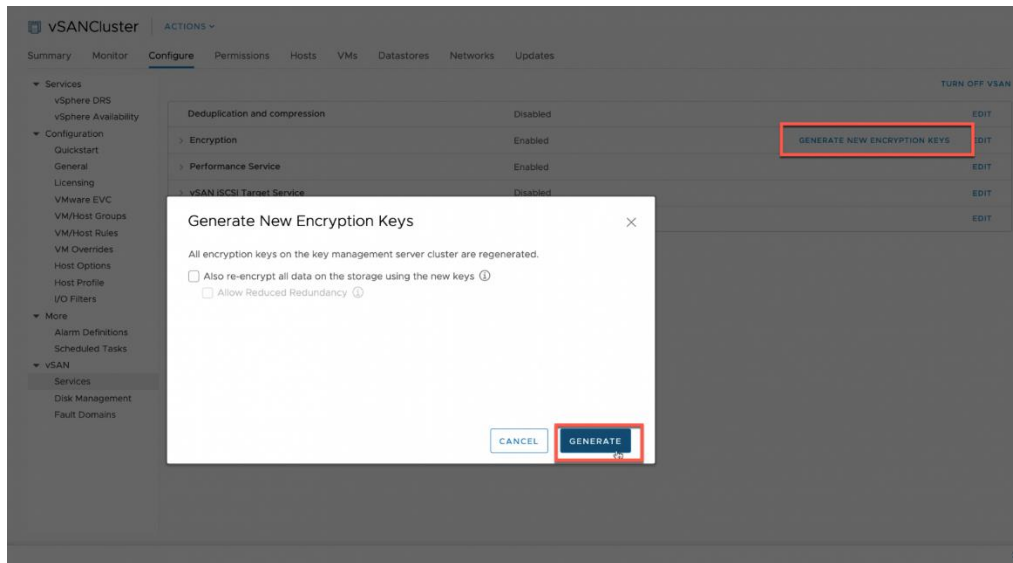 vSANCluster ACTIONS
Summary Monitor Configure Permissions Hosts VMs Datastores Networks Updates
Services
vSphere DRS
vSphere Availability
Configuration
Quickstart
General
Licensing
VMware EVC
VM/Host Groups
VM/Host Rules
VM Overrides
Host Options
Host Profile
I/O Filters
More
Alarm Definitions
Scheduled Tasks
vSAN
Services
Disk Management
Fault Domains
TURN OFF VSAN
Deduplication and compression Disabled EDIT
Encryption Enabled GENERATE NEW ENCRYPTION KEYS EDIT
Performance Service Enabled EDIT
vSAN iSCSI Target Service Disabled EDIT
EDIT
Generate New Encryption Keys
All encryption keys on the key management server cluster are regenerated.
Also re-encrypt all data on the storage using the new keys
Allow Reduced Redundancy
CANCEL GENERATE